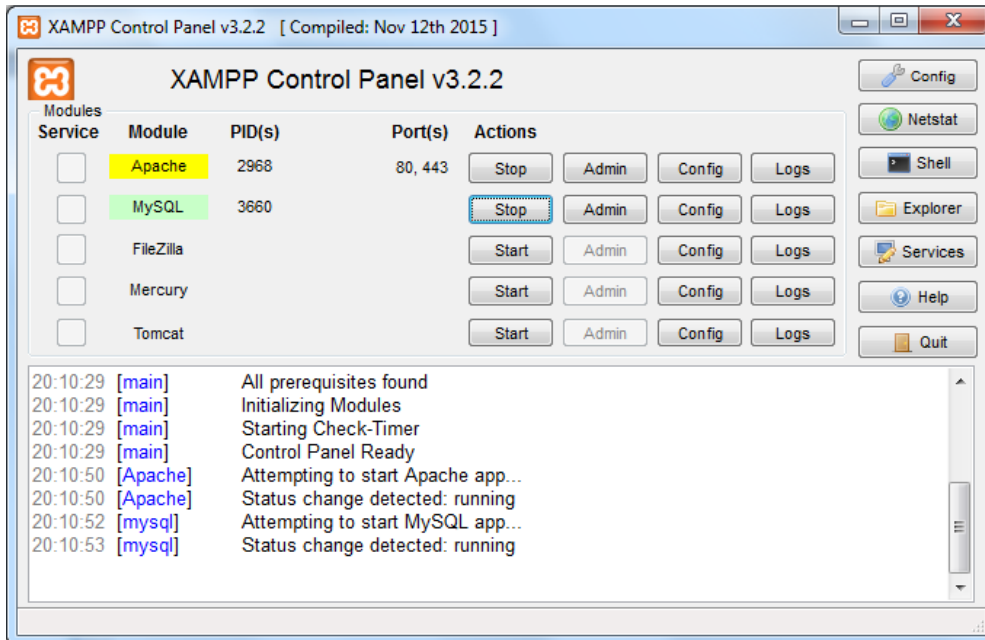 XAMPP Control Panel v3.2.2 [ Compiled: Nov 12th 2015 ]
XAMPP Control Panel v3.2.2
Config
Modules
Service Module PID(s) Port(s) Actions
Netstat
Apache 2968 80, 443 Stop Admin Config Logs
Shell
MySQL 3660 Stop Admin Config Logs
Explorer
FileZilla Start Admin Config Logs
Services
Mercury Start Admin Config Logs
Help
Tomcat Start Admin Config Logs
Quit
20:10:29 [main] All prerequisites found
20:10:29 [main] Initializing Modules
20:10:29 [main] Starting Check-Timer
20:10:29 [main] Control Panel Ready
20:10:50 [Apache] Attempting to start Apache app...
20:10:50 [Apache] Status change detected: running
20:10:52 [mysql] Attempting to start MySQL app...
20:10:53 [mysql] Status change detected: running